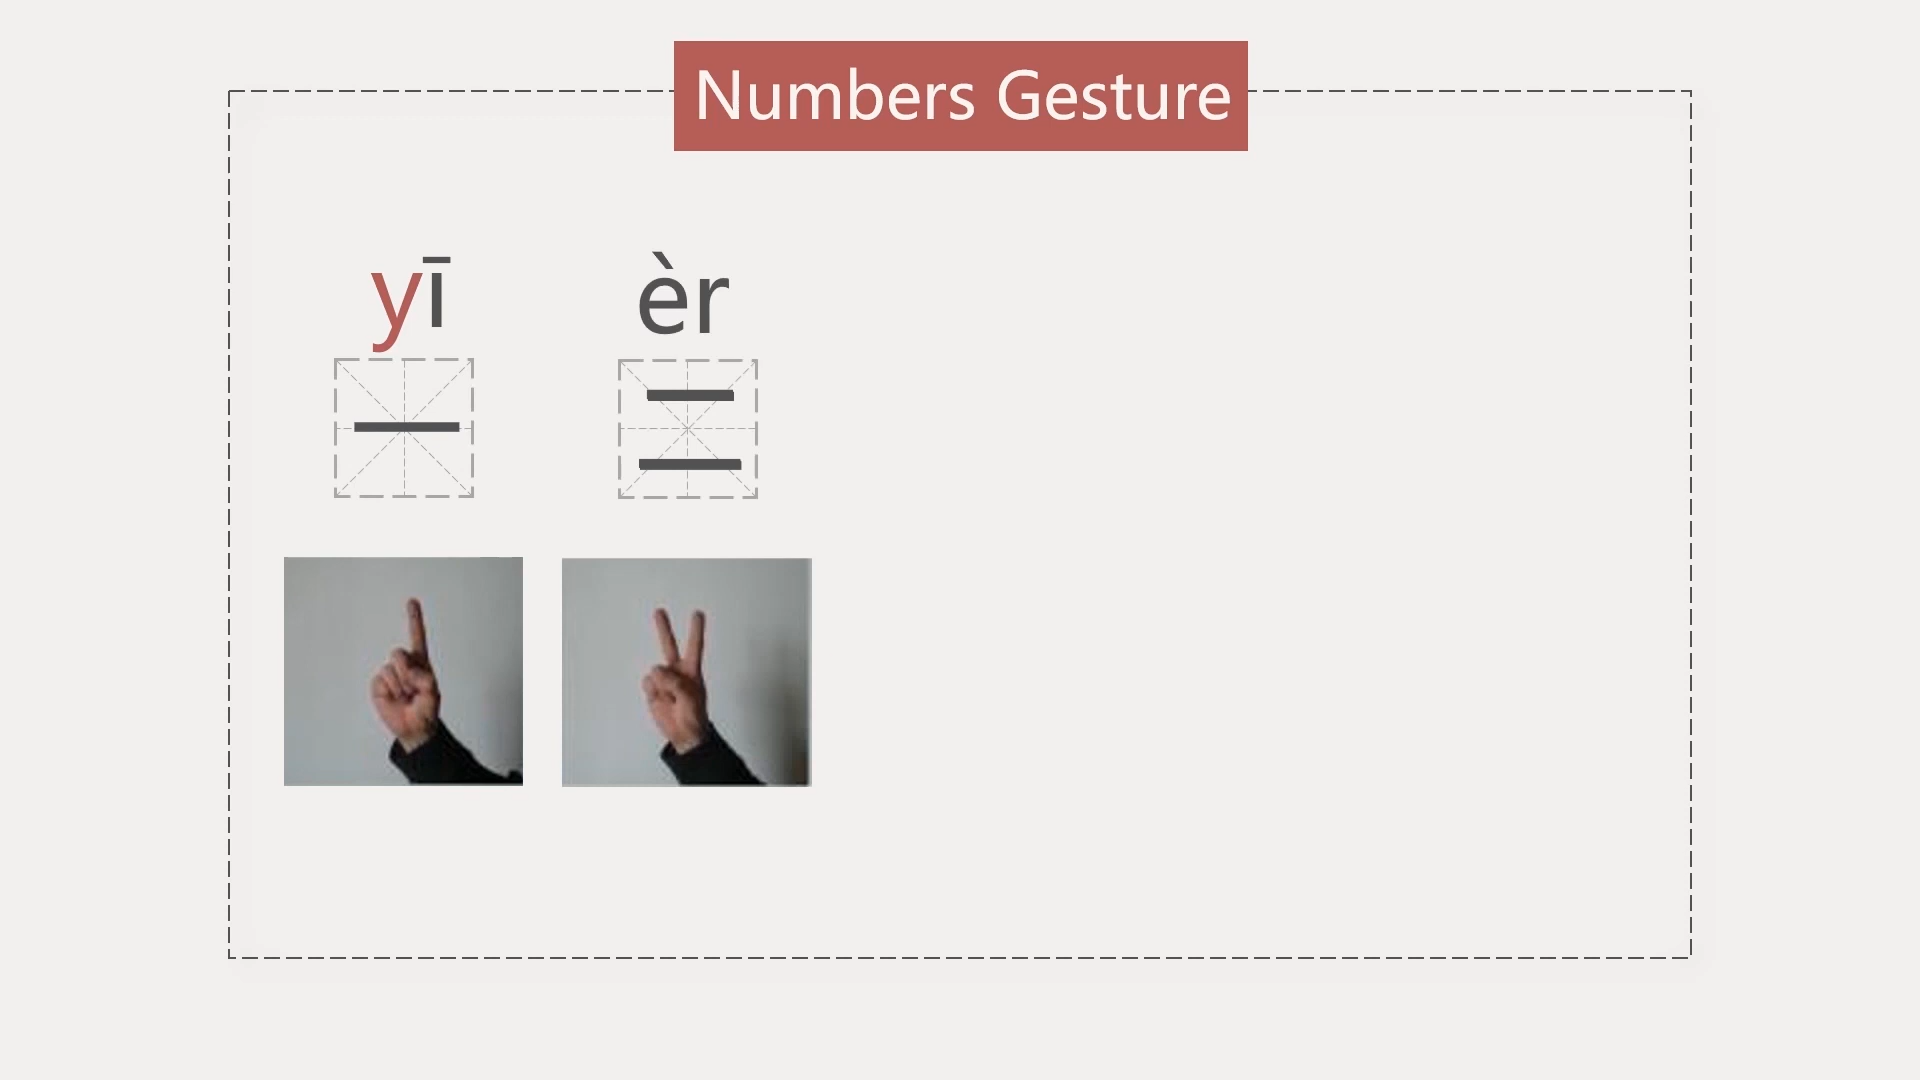 Numbers Gesture
yī èr
一 二